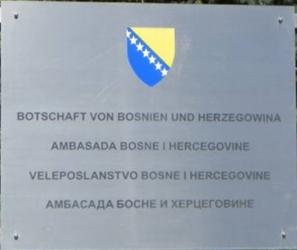 BOTSCHAFT VON BOSNIEN UND HERZEGOWINA
AMBASADA BOSNE I HERCEGOVINE
VELEPOSLANSTVO BOSNE I HERCEGOVINE
АМБАСАДА БОСНЕ И ХЕРЦЕГОВИНЕ